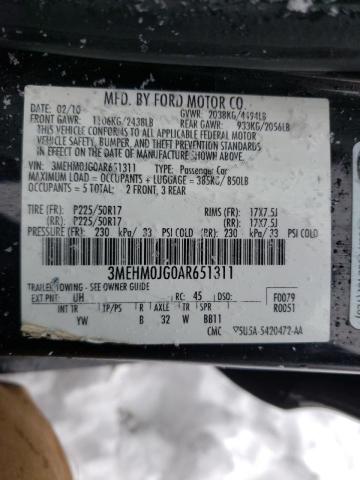 MFD. BY FORD MOTOR CO.
DATE: 02/10 GVWR: 2038KG/4494LB
FRONT GAWR: 1106KG/2438LB REAR GAWR: 933KG/2056LB
THIS VEHICLE CONFORMS TO ALL APPLICABLE FEDERAL MOTOR
VEHICLE SAFETY, BUMPER, AND THEFT PREVENTION STANDARDS
IN EFFECT ON THE DATE OF MANUFACTURE SHOWN ABOVE.
VIN: 3MEHM0JG0AR651311 TYPE: Passenger Car
MAXIMUM LOAD = OCCUPANTS + LUGGAGE = 385KG/850LB
OCCUPANTS = 5 TOTAL: 2 FRONT, 3 REAR
TIRE (FR): P225/50R17 RIMS (FR): 17X7.5J
(RR): P225/50R17 (RR): 17X7.5J
PRESSURE (FR): 230 kPa/ 33 PSI COLD (RR): 230 kPa/ 33 PSI COLD
3MEHM0JG0AR651311
TRAILER TOWING - SEE OWNER GUIDE
EXT PNT: UH RC: 45 DSO: F0079
R0051
INT TR TP/PS R AXLE TR SPR
YW B 32 W BB11
CMC 5U5A-5420472-AA